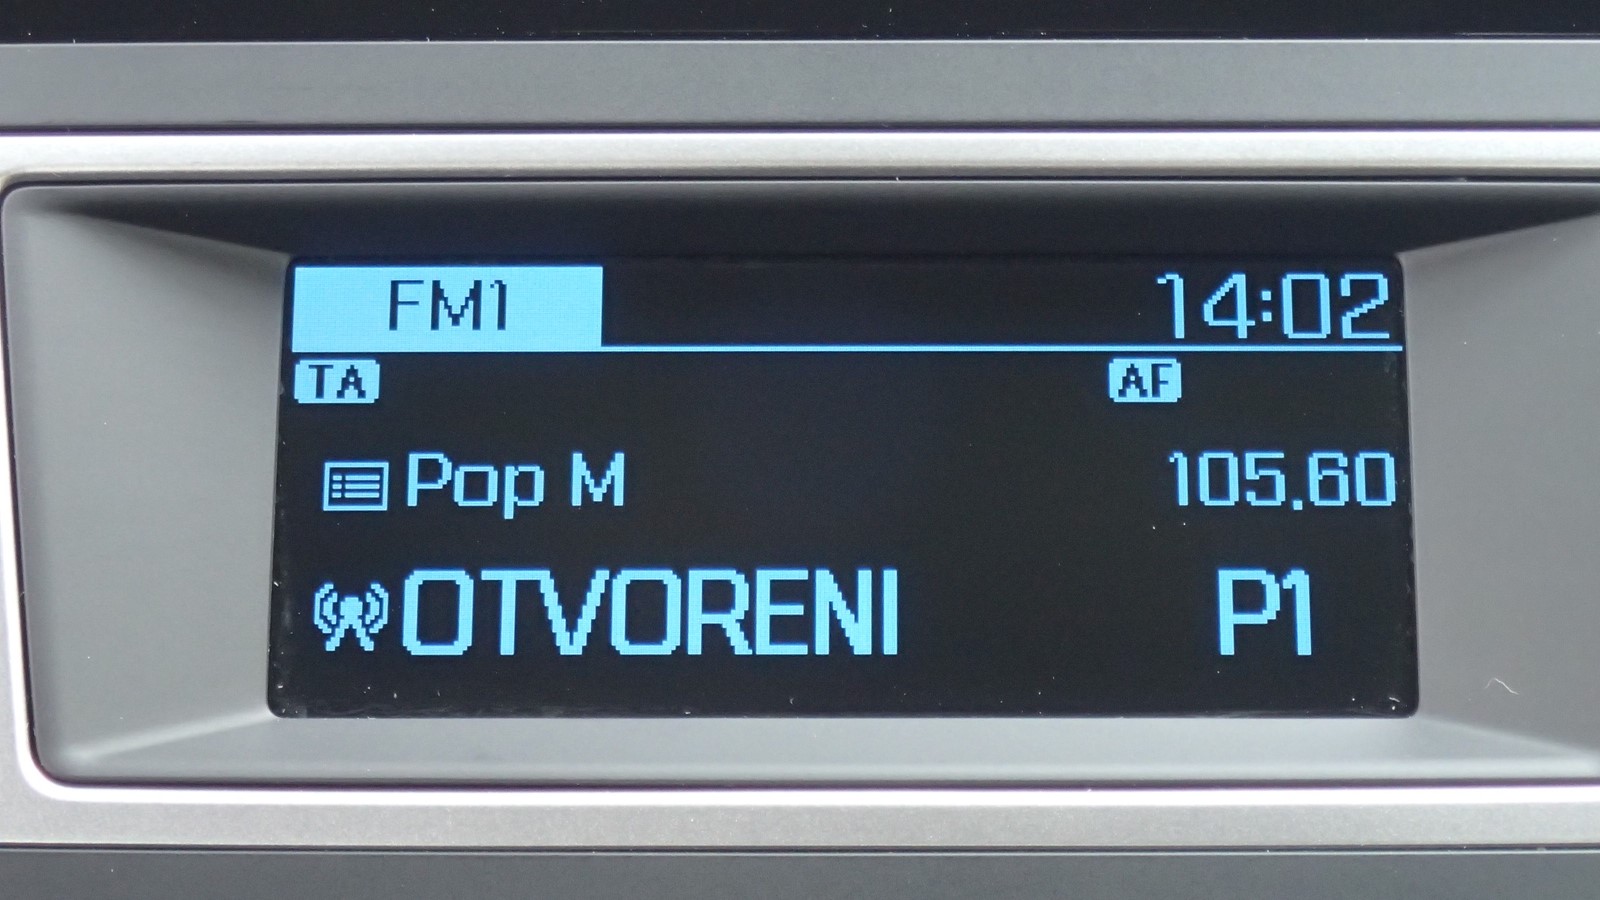 FM1 14:02
TA AF
Pop M 105.60
OTVORENI P1